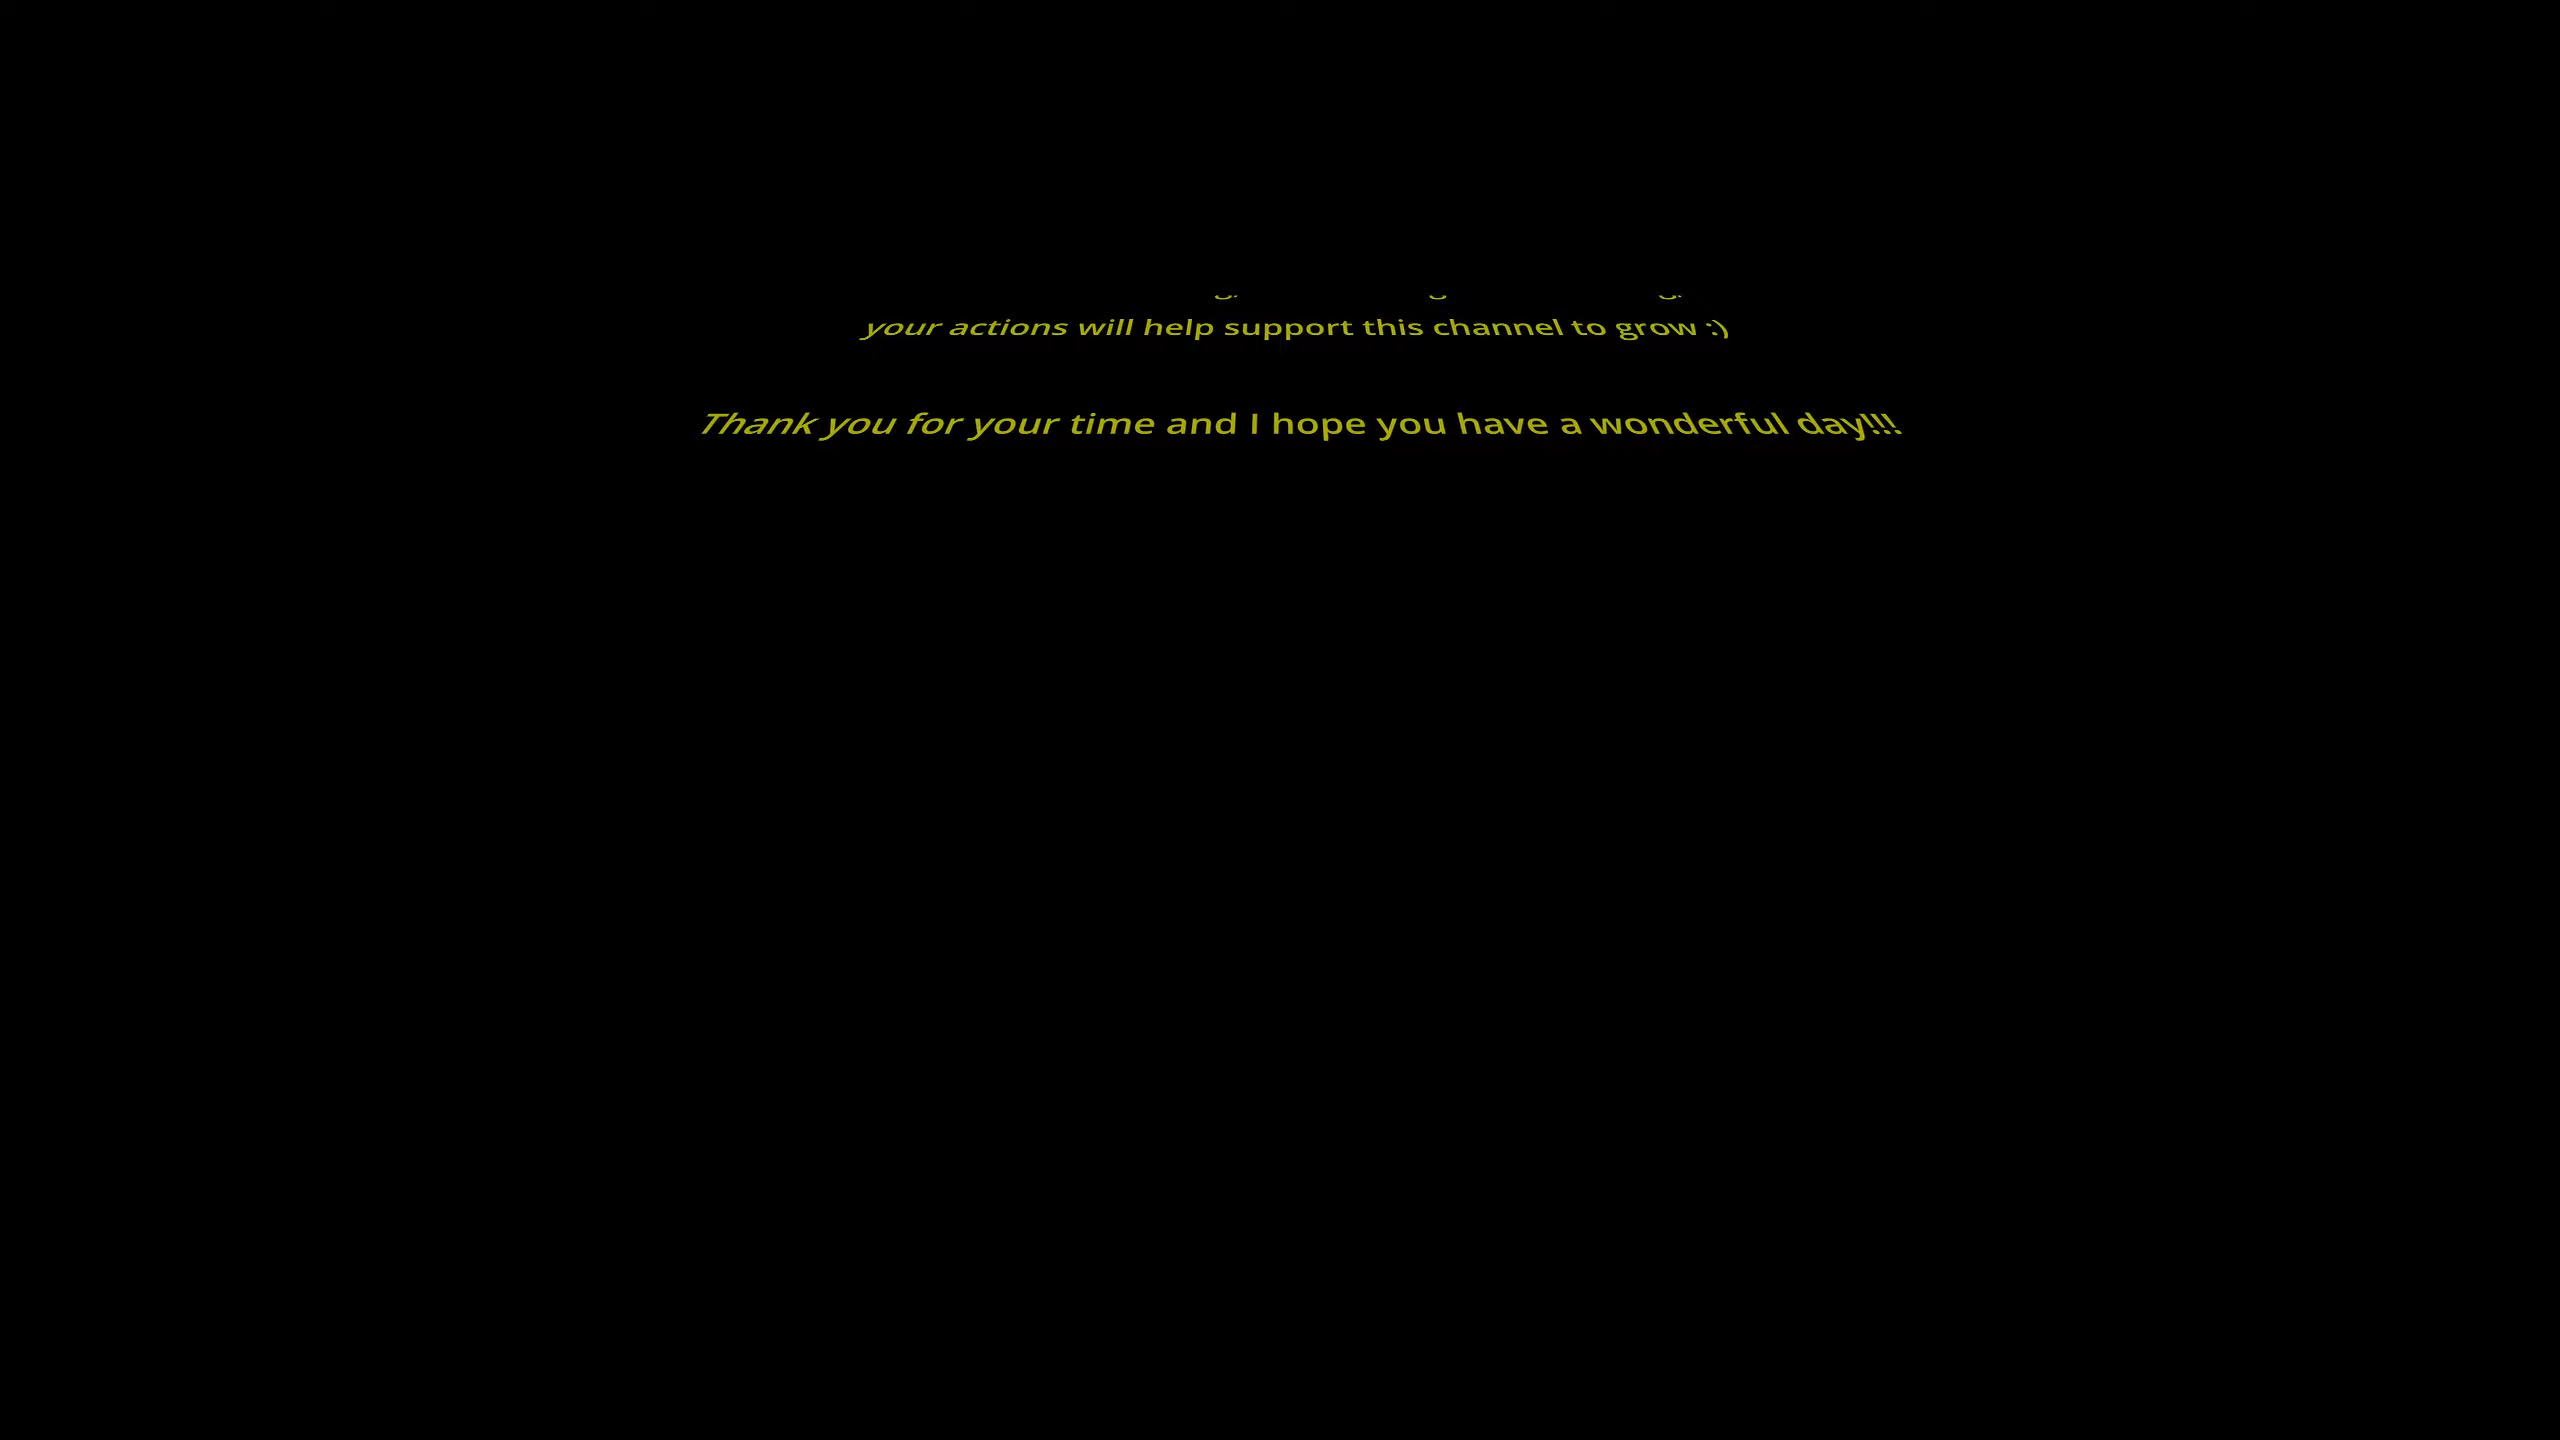 your actions will help support this channel to grow :)
Thank you for your time and I hope you have a wonderful day!!!